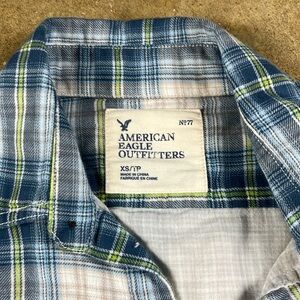 Nº77
AMERICAN
EAGLE
OUTFITTERS
XS/TP
MADE IN CHINA
FABRIQUÉ EN CHINE